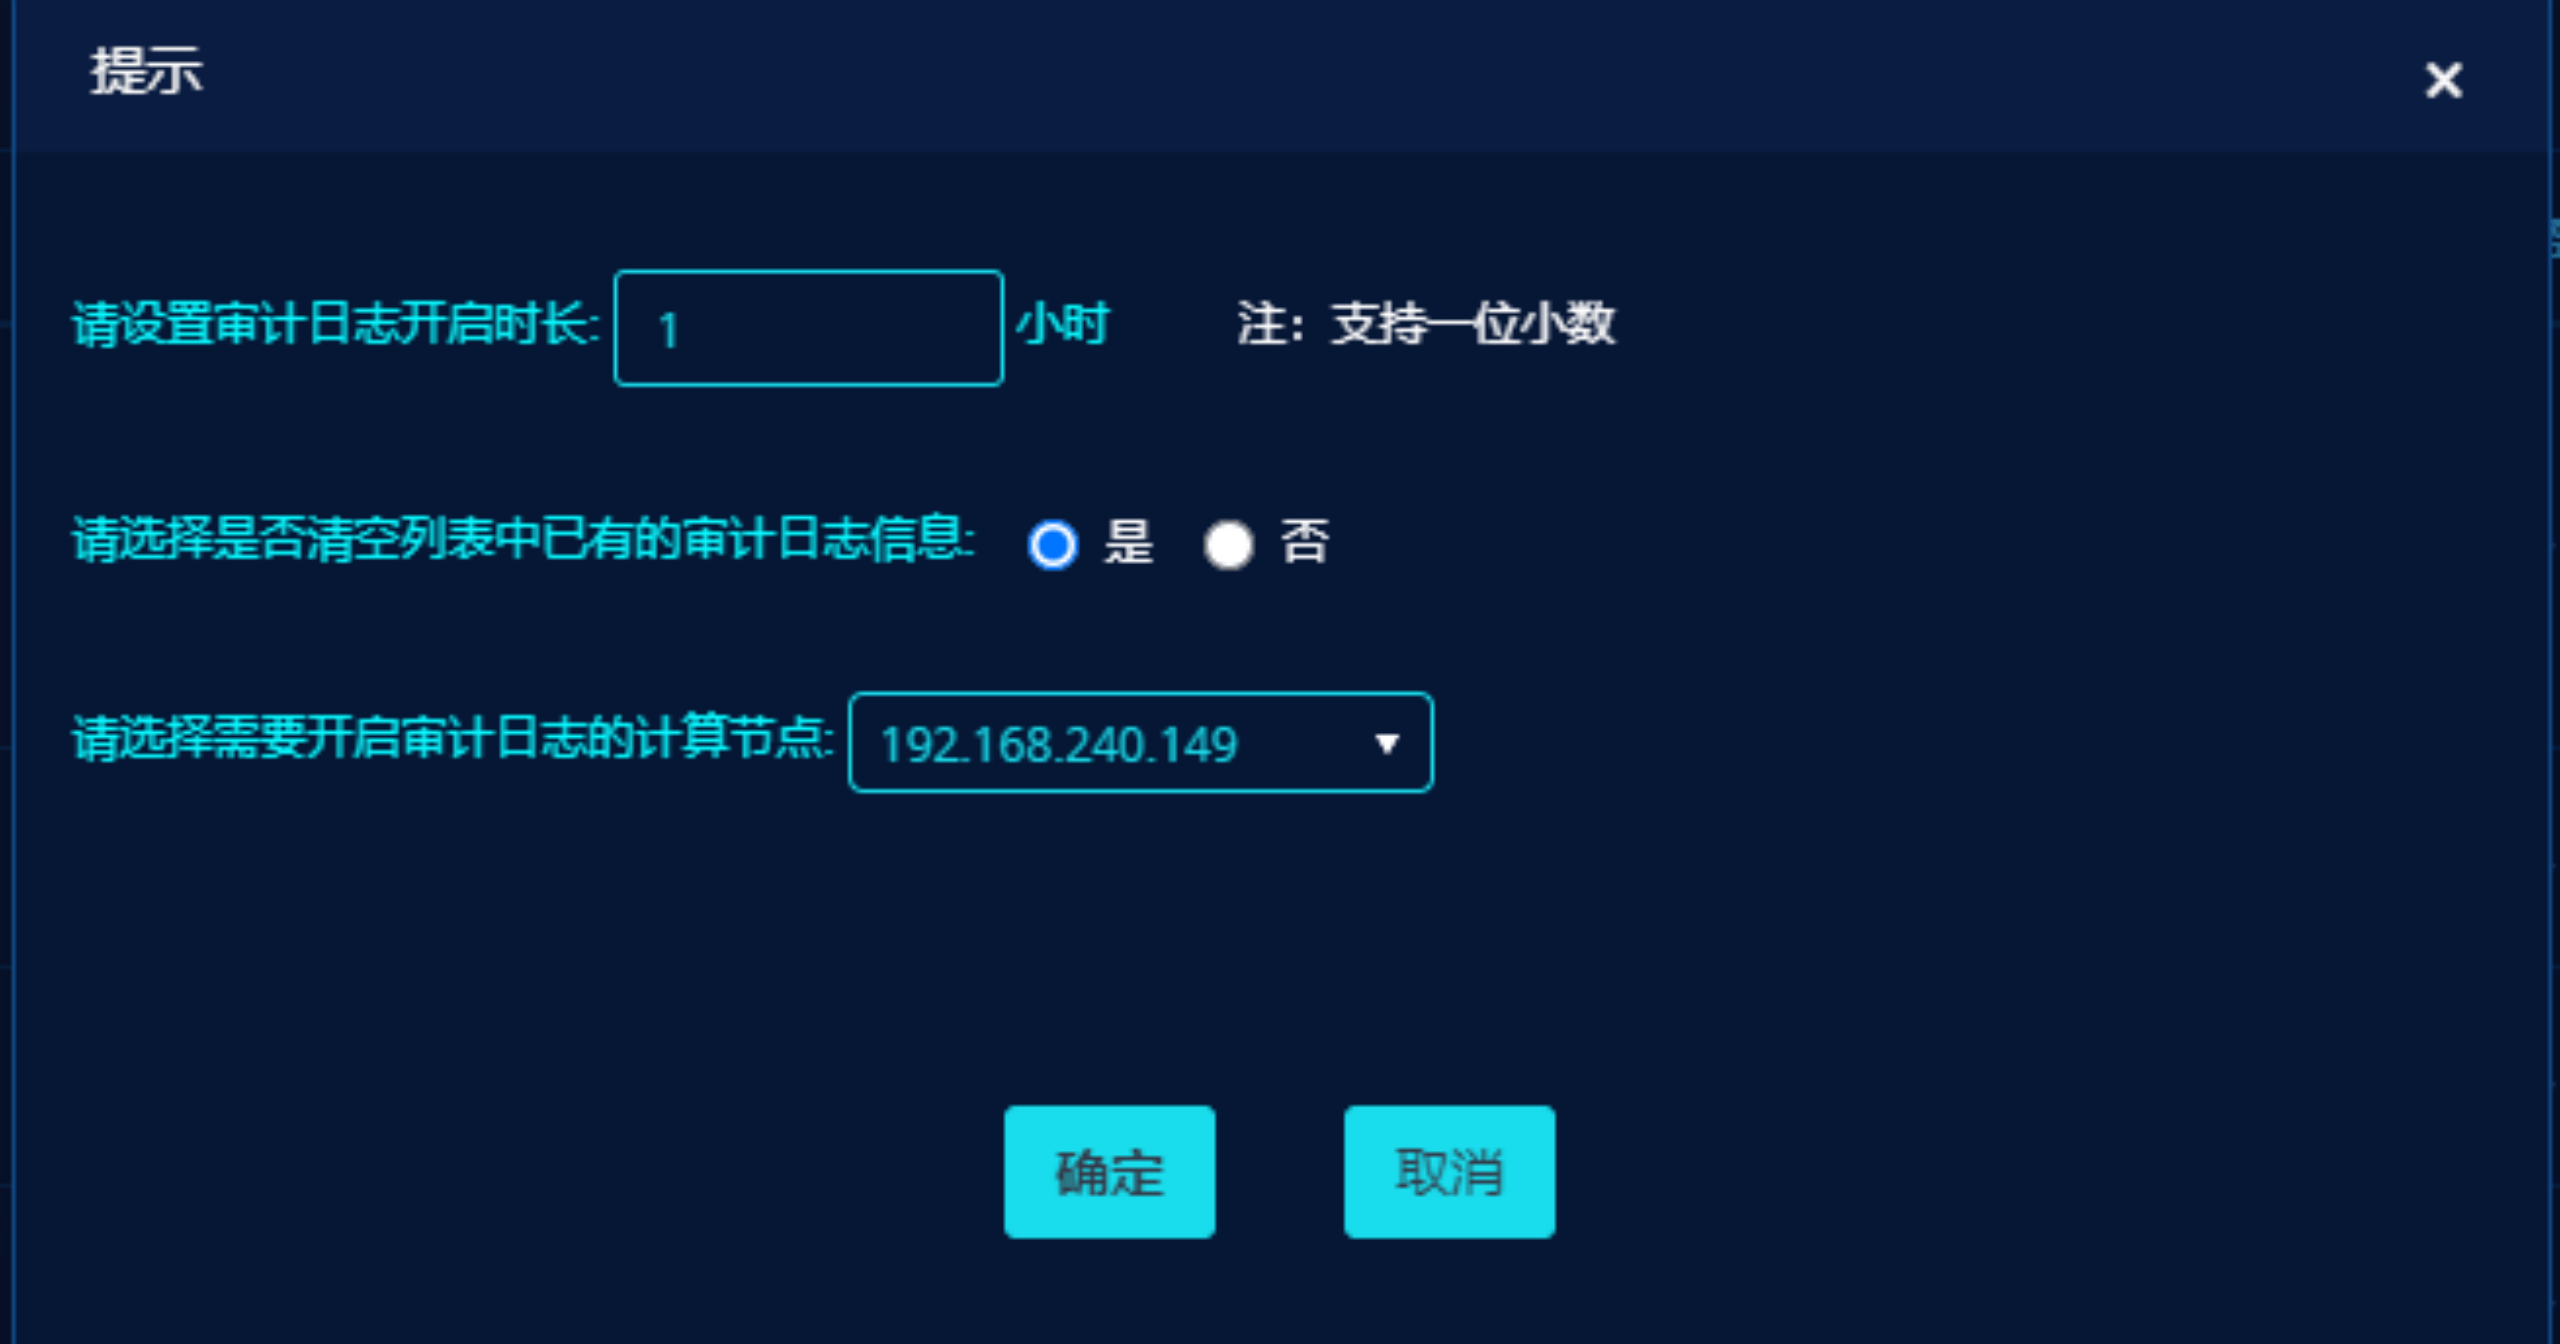 提示
×
请设置审计日志开启时长: 1 小时 注：支持一位小数
请选择是否清空列表中已有的审计日志信息: 是 否
请选择需要开启审计日志的计算节点: 192.168.240.149
确定 取消